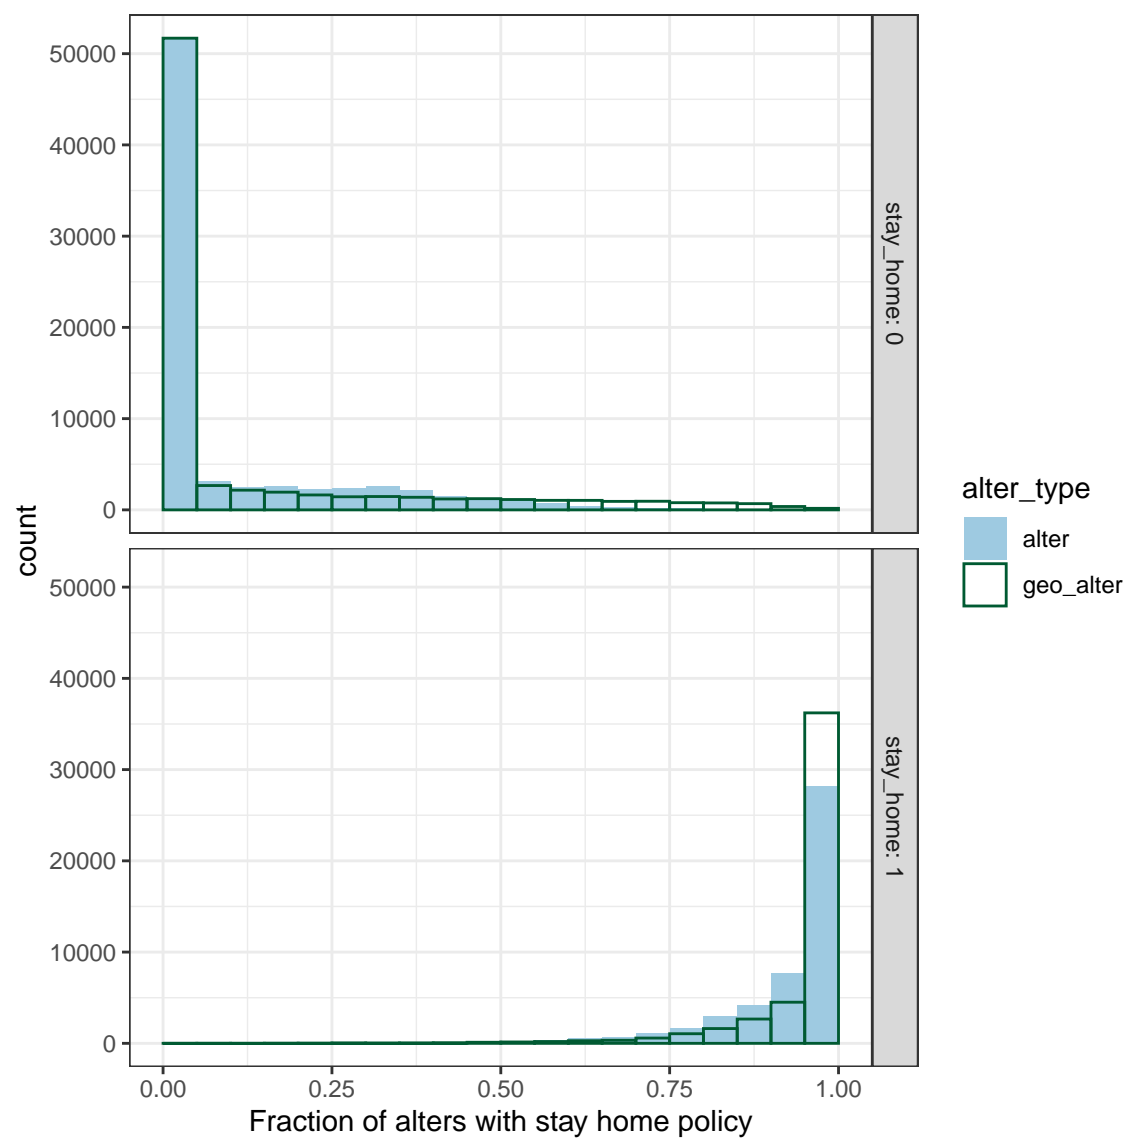 50000
40000
30000
20000
10000
0
stay_home: 0
50000
40000
30000
20000
10000
0
stay_home: 1
count
0.00
0.25
0.50
0.75
1.00
Fraction of alters with stay home policy
alter_type
alter
geo_alter